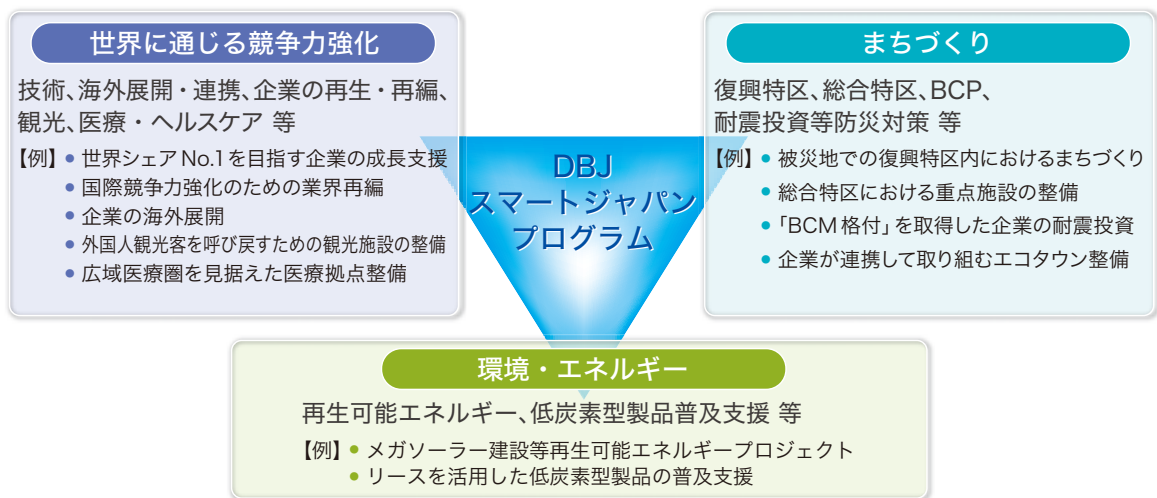 世界に通じる競争力強化
技術、海外展開・連携、企業の再生・再編、
観光、医療・ヘルスケア 等
【例】● 世界シェアNo.1を目指す企業の成長支援
● 国際競争力強化のための業界再編
● 企業の海外展開
● 外国人観光客を呼び戻すための観光施設の整備
● 広域医療圏を見据えた医療拠点整備
DBJ
スマートジャパン
プログラム
まちづくり
復興特区、総合特区、BCP、
耐震投資等防災対策 等
【例】● 被災地での復興特区内におけるまちづくり
● 総合特区における重点施設の整備
● 「BCM格付」を取得した企業の耐震投資
● 企業が連携して取り組むエコタウン整備
環境・エネルギー
再生可能エネルギー、低炭素型製品普及支援 等
【例】● メガソーラー建設等再生可能エネルギープロジェクト
● リースを活用した低炭素型製品の普及支援